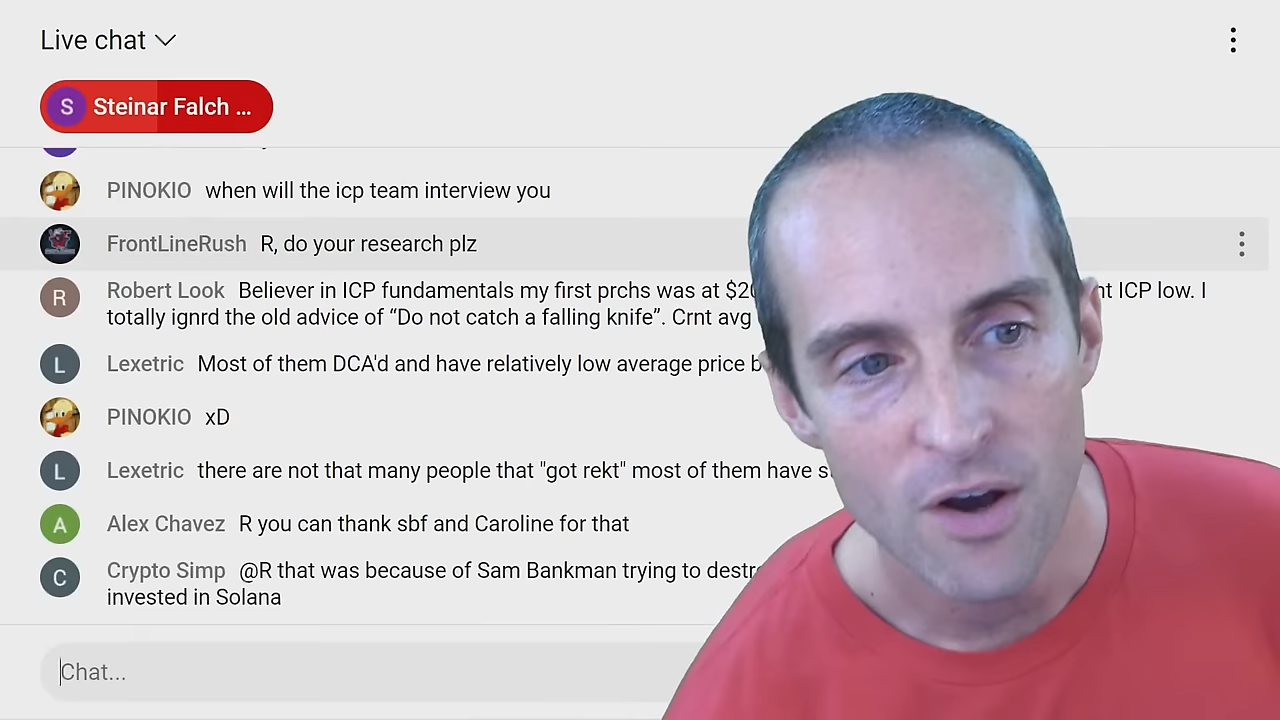 Live chat
S Steinar Falch ...
PINOKIO when will the icp team interview you
FrontLineRush R, do your research plz
R Robert Look Believer in ICP fundamentals my first prchs was at ICP low. I
totally ignrd the old advice of “Do not catch a falling knife”. Crnt avg
L Lexetric Most of them DCA'd and have relatively low average price
PINOKIO xD
L Lexetric there are not that many people that "got rekt" most of them have
A Alex Chavez R you can thank sbf and Caroline for that
C Crypto Simp @R that was because of Sam Bankman trying to
invested in Solana
Chat...